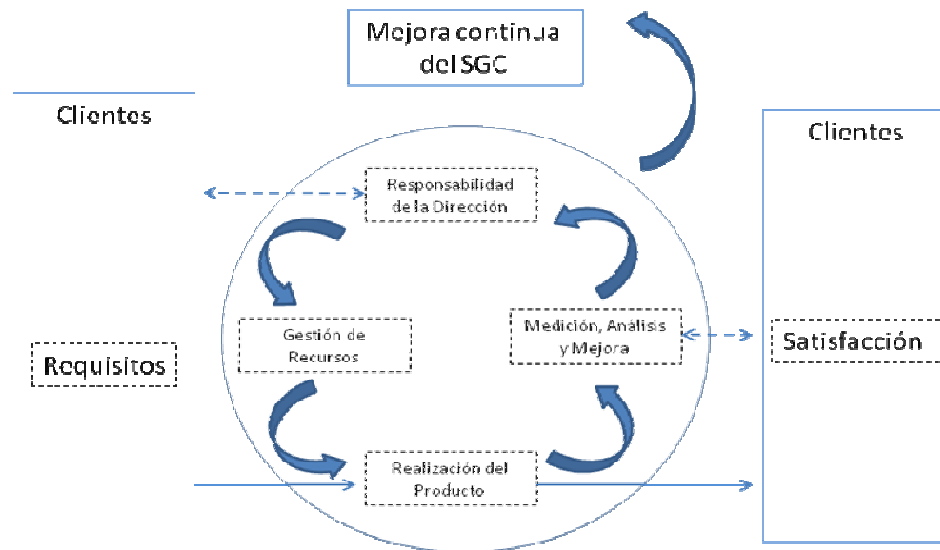 Mejora continua
del SGC
Clientes
Clientes
Responsabilidad
de la Dirección
Gestión de
Recursos
Medición, Análisis
y Mejora
Requisitos
Satisfacción
Realización del
Producto